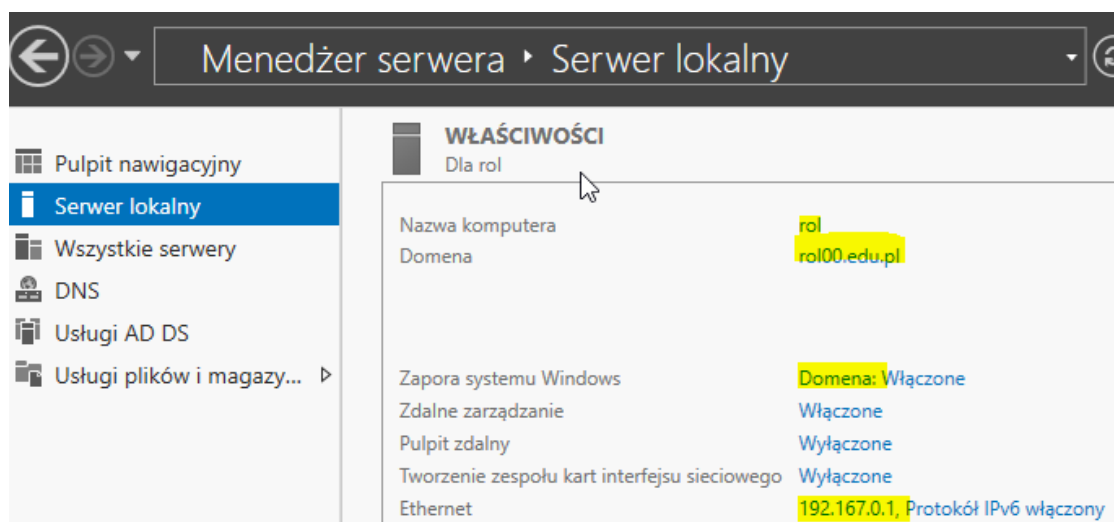 Menedżer serwera ‣ Serwer lokalny
Pulpit nawigacyjny
Serwer lokalny
Wszystkie serwery
DNS
Usługi AD DS
Usługi plików i magazy...
WŁAŚCIWOŚCI
Dla rol
Nazwa komputera rol
Domena rol00.edu.pl
Zapora systemu Windows Domena: Włączone
Zdalne zarządzanie Włączone
Pulpit zdalny Wyłączone
Tworzenie zespołu kart interfejsu sieciowego Wyłączone
Ethernet 192.167.0.1, Protokół IPv6 włączony